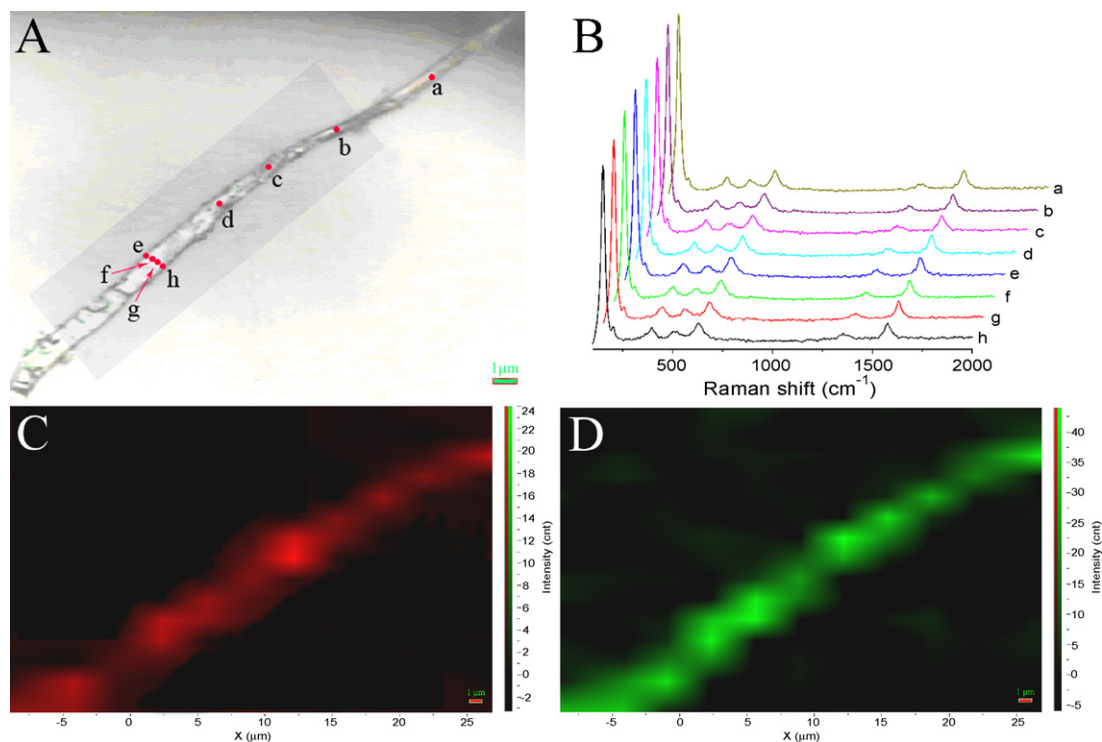 A
a
b
c
d
e
f
g
h
1μm
B
a
b
c
d
e
f
g
h
500 1000 1500 2000
Raman shift (cm-1)
C
1 μm
-5 0 5 10 15 20 25
X (μm)
24
22
20
18
16
14
12
10
8
6
4
2
0
-2
Intensity (cnt)
D
1 μm
-5 0 5 10 15 20 25
X (μm)
40
35
30
25
20
15
10
5
0
-5
Intensity (cnt)